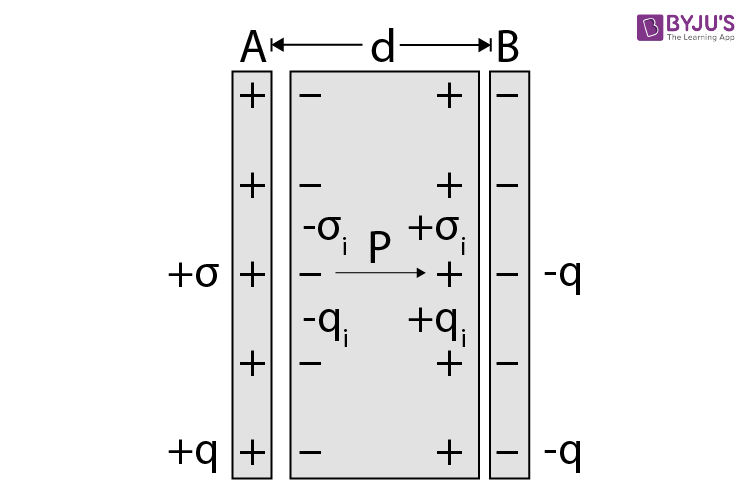 BYJU'S
The Learning App
A d B
+ − + −
+ − + −
-σi +σi
P
+σ + − + − -q
-qi +qi
+ − + −
+q + − + − -q